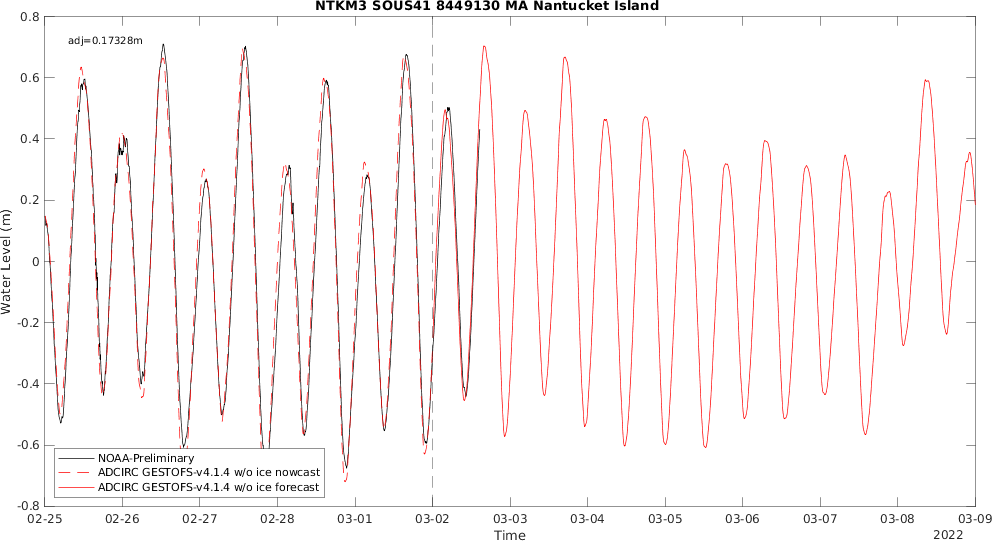 NTKM3 SOUS41 8449130 MA Nantucket Island
adj=0.17328m
0.8
0.6
0.4
0.2
0
-0.2
-0.4
-0.6
-0.8
Water Level (m)
NOAA-Preliminary
ADCIRC GESTOFS-v4.1.4 w/o ice nowcast
ADCIRC GESTOFS-v4.1.4 w/o ice forecast
02-25 02-26 02-27 02-28 03-01 03-02 03-03 03-04 03-05 03-06 03-07 03-08 03-09
Time
2022